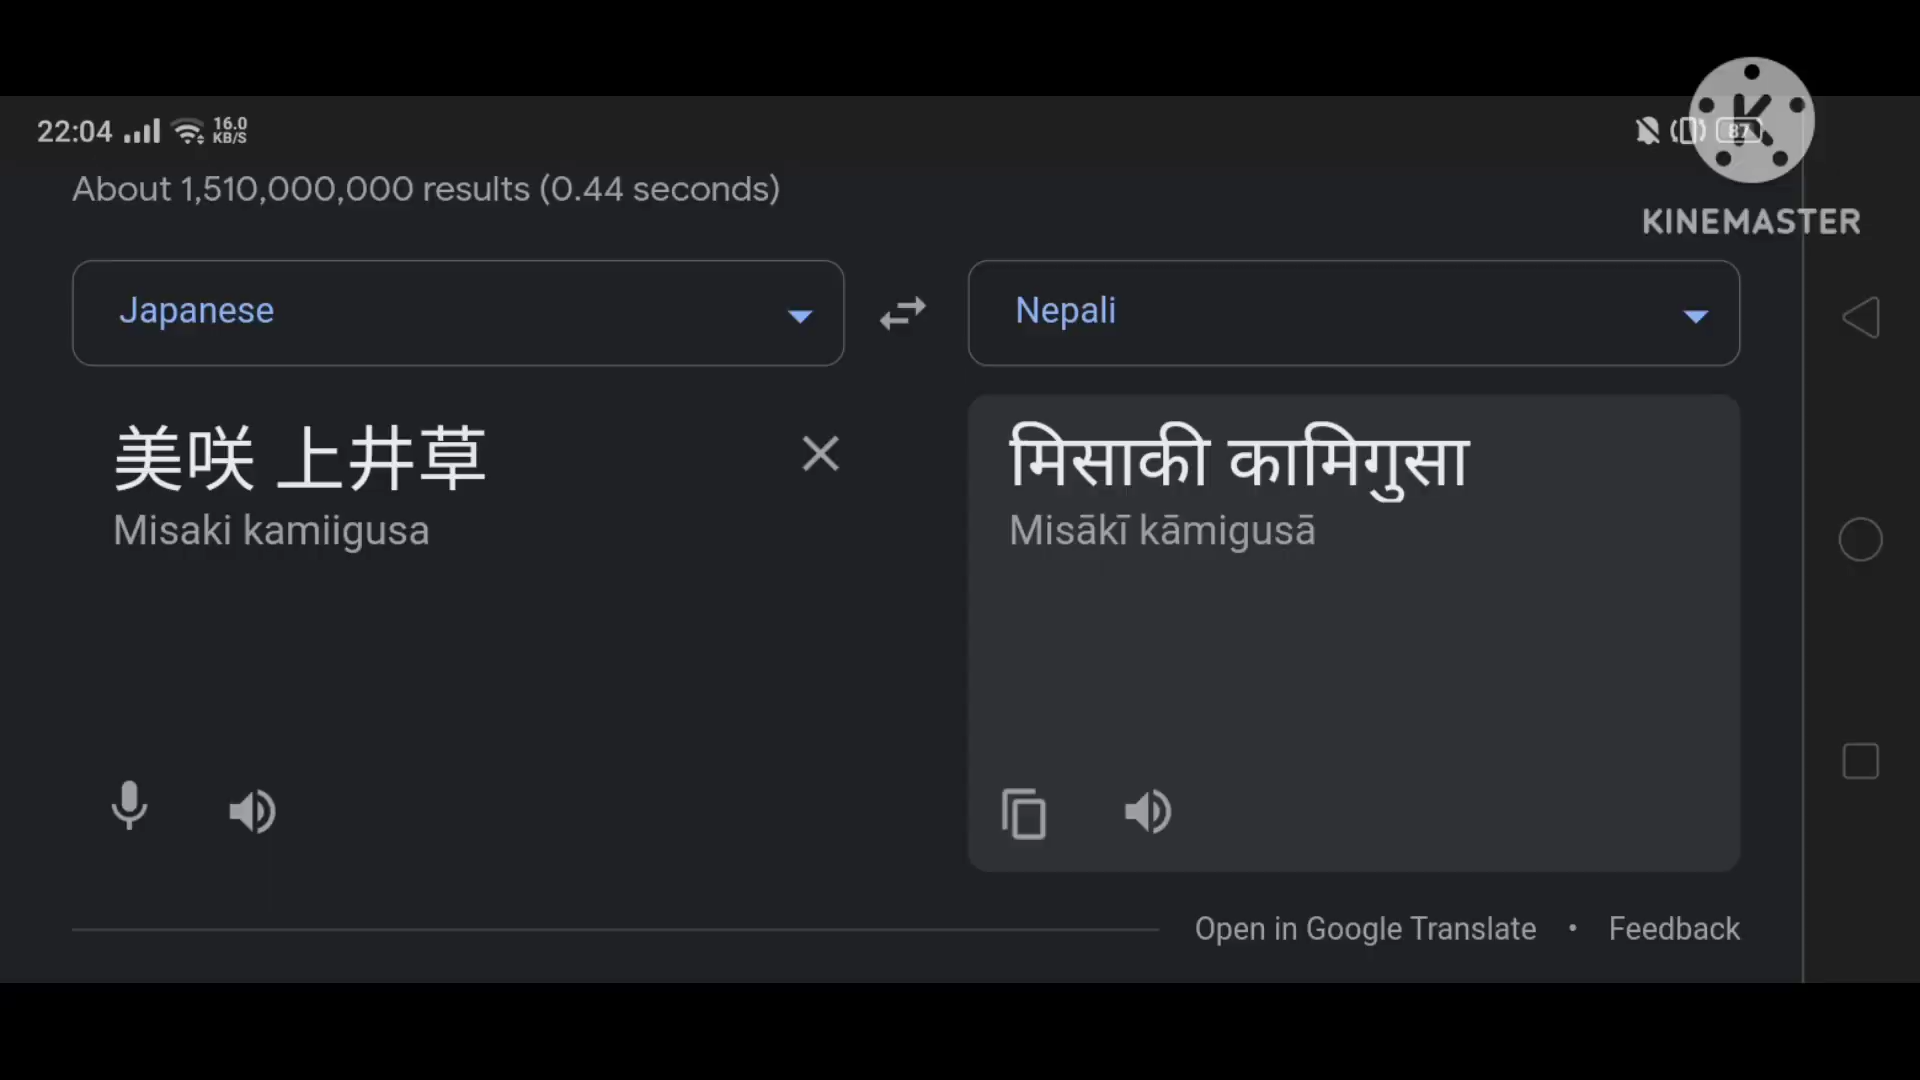 22:04 16.0 KB/S 87
About 1,510,000,000 results (0.44 seconds)
KINEMASTER
Japanese Nepali
美咲 上井草 मिसाकी कामिगुसा
Misaki kamiigusa Misākī kāmigusā
Open in Google Translate • Feedback